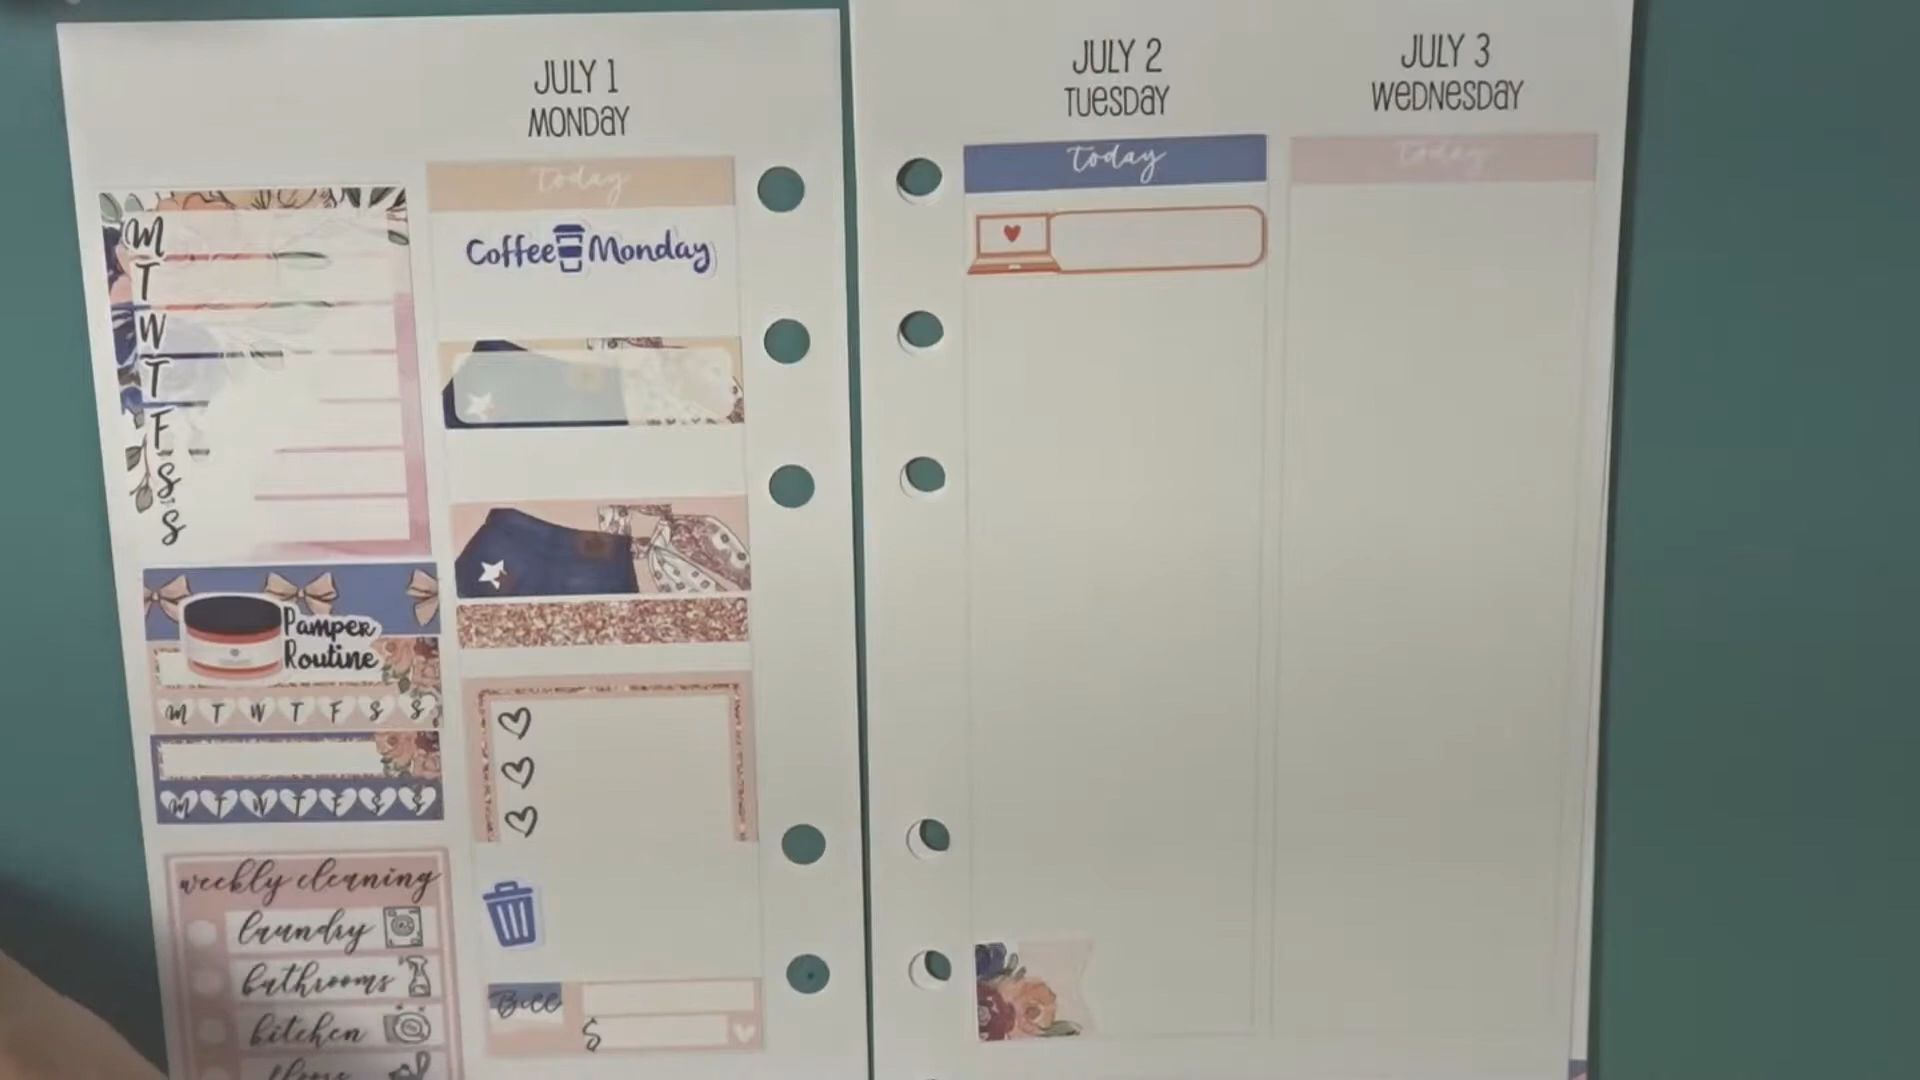 M
T
W
T
F
S
S
Pamper
Routine
M T W T F S S
M T W T F S S
weekly cleaning
laundry
bathrooms
kitchen
JULY 1
MONDAY
today
Coffee Monday
Bill
$
JULY 2
TUESDAY
today
JULY 3
WEDNESDAY
today